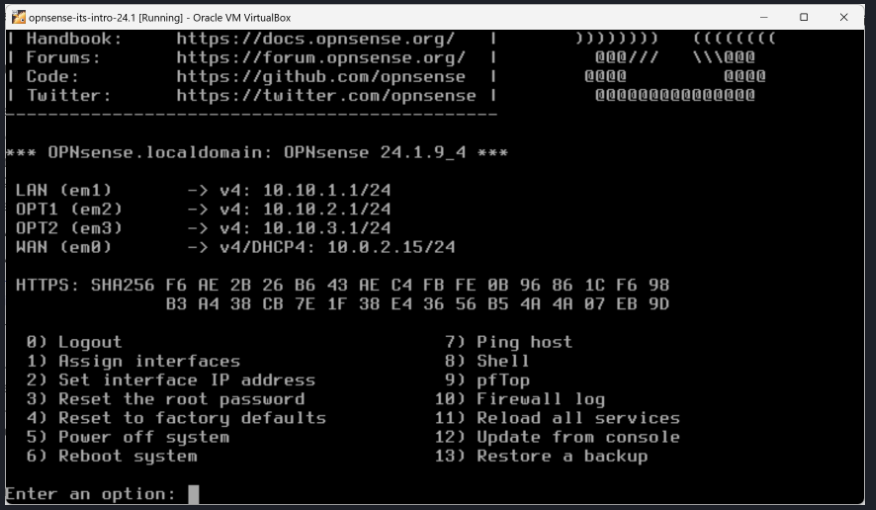 opnsense-its-intro-24.1 [Running] - Oracle VM VirtualBox
| Handbook: https://docs.opnsense.org/ | )))))))) ((((((((
| Forums: https://forum.opnsense.org/ | @@@/// \\\@@@
| Code: https://github.com/opnsense | @@@@ @@@@
| Twitter: https://twitter.com/opnsense | @@@@@@@@@@@@@@@
----------------------------------------------
*** OPNsense.localdomain: OPNsense 24.1.9_4 ***
LAN (em1) -> v4: 10.10.1.1/24
OPT1 (em2) -> v4: 10.10.2.1/24
OPT2 (em3) -> v4: 10.10.3.1/24
WAN (em0) -> v4/DHCP4: 10.0.2.15/24
HTTPS: SHA256 F6 AE 2B 26 B6 43 AE C4 FB FE 0B 96 86 1C F6 98
B3 A4 38 CB 7E 1F 38 E4 36 56 B5 4A 4A 07 EB 9D
0) Logout 7) Ping host
1) Assign interfaces 8) Shell
2) Set interface IP address 9) pfTop
3) Reset the root password 10) Firewall log
4) Reset to factory defaults 11) Reload all services
5) Power off system 12) Update from console
6) Reboot system 13) Restore a backup
Enter an option: